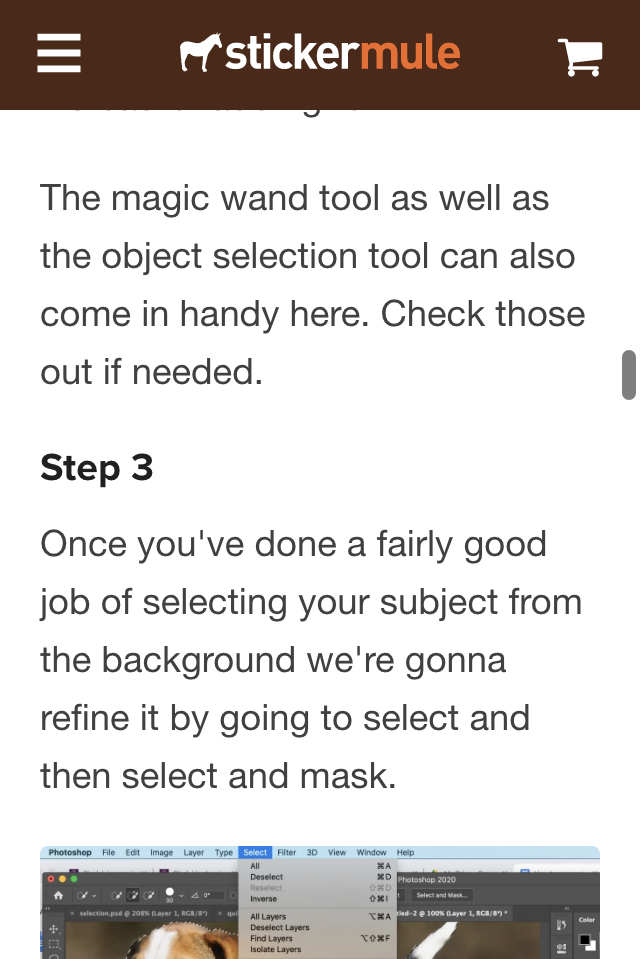 stickermule
The magic wand tool as well as
the object selection tool can also
come in handy here. Check those
out if needed.
Step 3
Once you've done a fairly good
job of selecting your subject from
the background we're gonna
refine it by going to select and
then select and mask.
Photoshop File Edit Image Layer Type Select Filter 3D View Window Help
All ⌘A
Deselect ⌘D Photoshop 2020
Reselect ⇧⌘D
Inverse ⇧⌘I
30 0° Select and Mask...
selection.psd @ 208% (Layer 1, RGB/8*) × 
All Layers ⌥⌘A
Deselect Layers
Find Layers ⌥⇧⌘F
Isolate Layers
@ 100% (Layer 1, RGB/8*) *
Color